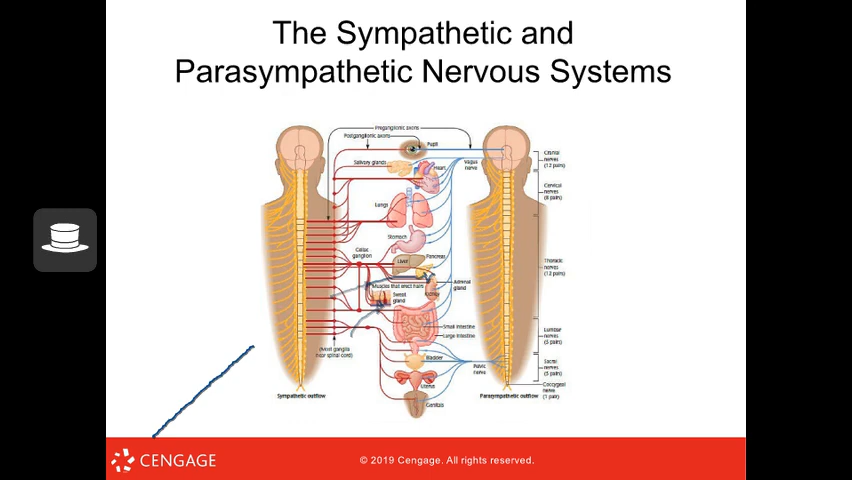 The Sympathetic and
Parasympathetic Nervous Systems
Preganglionic axons
Postganglionic axons
Pupil
Salivary glands
Vagus
nerve
Heart
Lungs
Stomach
Celiac
ganglion
Liver
Pancreas
Muscles that erect hairs
Sweat
gland
Kidney
Adrenal
gland
Small intestine
Large intestine
(Most ganglia
near spinal cord)
Bladder
Pelvic
nerve
Uterus
Genitals
Cranial
nerves
(12 pairs)
Cervical
nerves
(8 pairs)
Thoracic
nerves
(12 pairs)
Lumbar
nerves
(5 pairs)
Sacral
nerves
(5 pairs)
Coccygeal
nerve
(1 pair)
Sympathetic outflow
Parasympathetic outflow
CENGAGE
© 2019 Cengage. All rights reserved.